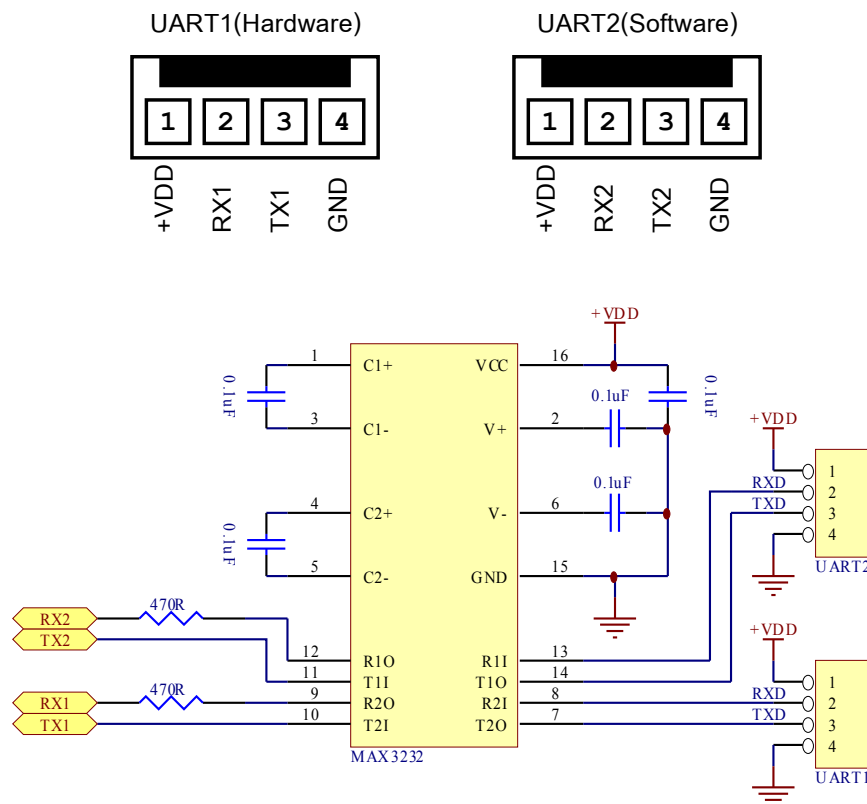 UART1(Hardware)
1 2 3 4
+VDD
RX1
TX1
GND
UART2(Software)
1 2 3 4
+VDD
RX2
TX2
GND
+VDD
1 C1+ VCC 16
0.1uF
0.1uF
0.1uF
3 C1- V+ 2
4 C2+ V- 6
0.1uF
0.1uF
5 C2- GND 15
+VDD
1
RXD 2
TXD 3
4
UART2
RX2 470R
TX2
12 R1O R1I 13
11 T1I T1O 14
RX1 470R 9 R2O R2I 8
TX1 10 T2I T2O 7
MAX3232
+VDD
1
RXD 2
TXD 3
4
UART1